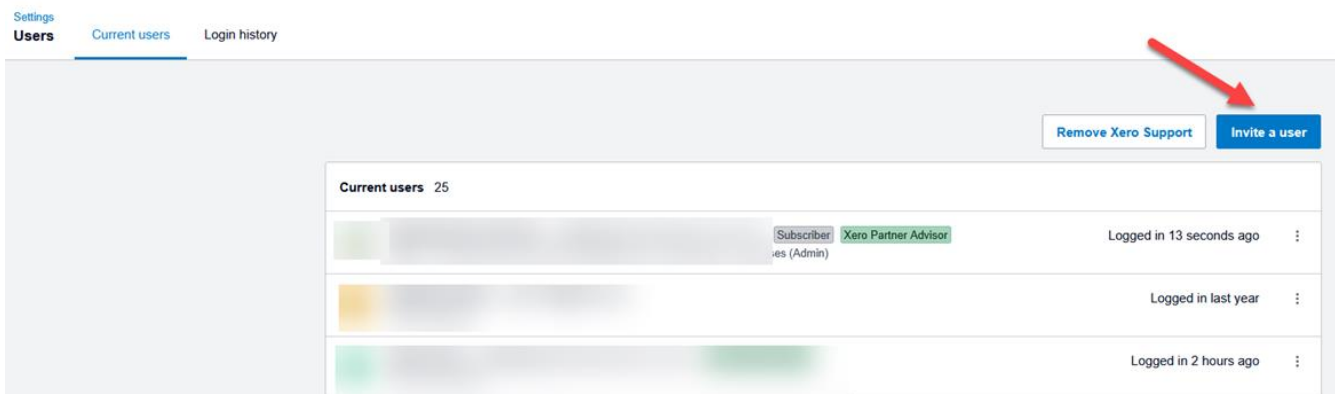 Settings
Users Current users Login history
Remove Xero Support Invite a user
Current users 25
Subscriber Xero Partner Advisor Logged in 13 seconds ago
(Admin)
Logged in last year
Logged in 2 hours ago